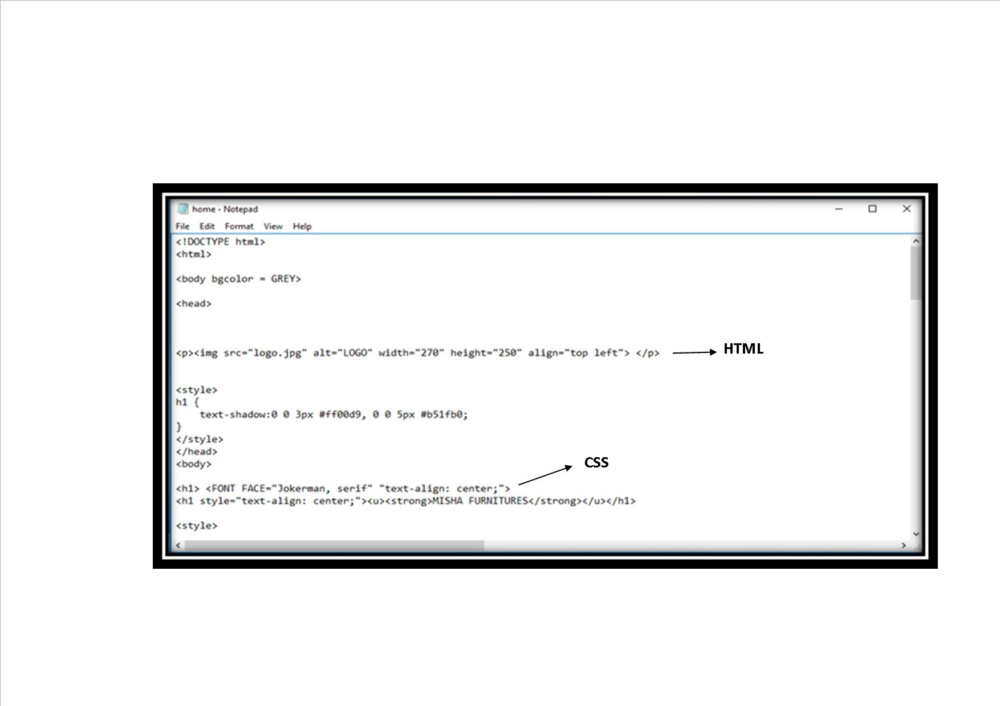 home - Notepad
File Edit Format View Help
<!DOCTYPE html>
<html>
<body bgcolor = GREY>
<head>
<p><img src="logo.jpg" alt="LOGO" width="270" height="250" align="top left"> </p>
HTML
<style>
h1 {
    text-shadow:0 0 3px #ff00d9, 0 0 5px #b51fb0;
}
</style>
</head>
<body>
CSS
<h1> <FONT FACE="Jokerman, serif" "text-align: center;">
<h1 style="text-align: center;"><u><strong>MISHA FURNITURES</strong></u></h1>
<style>